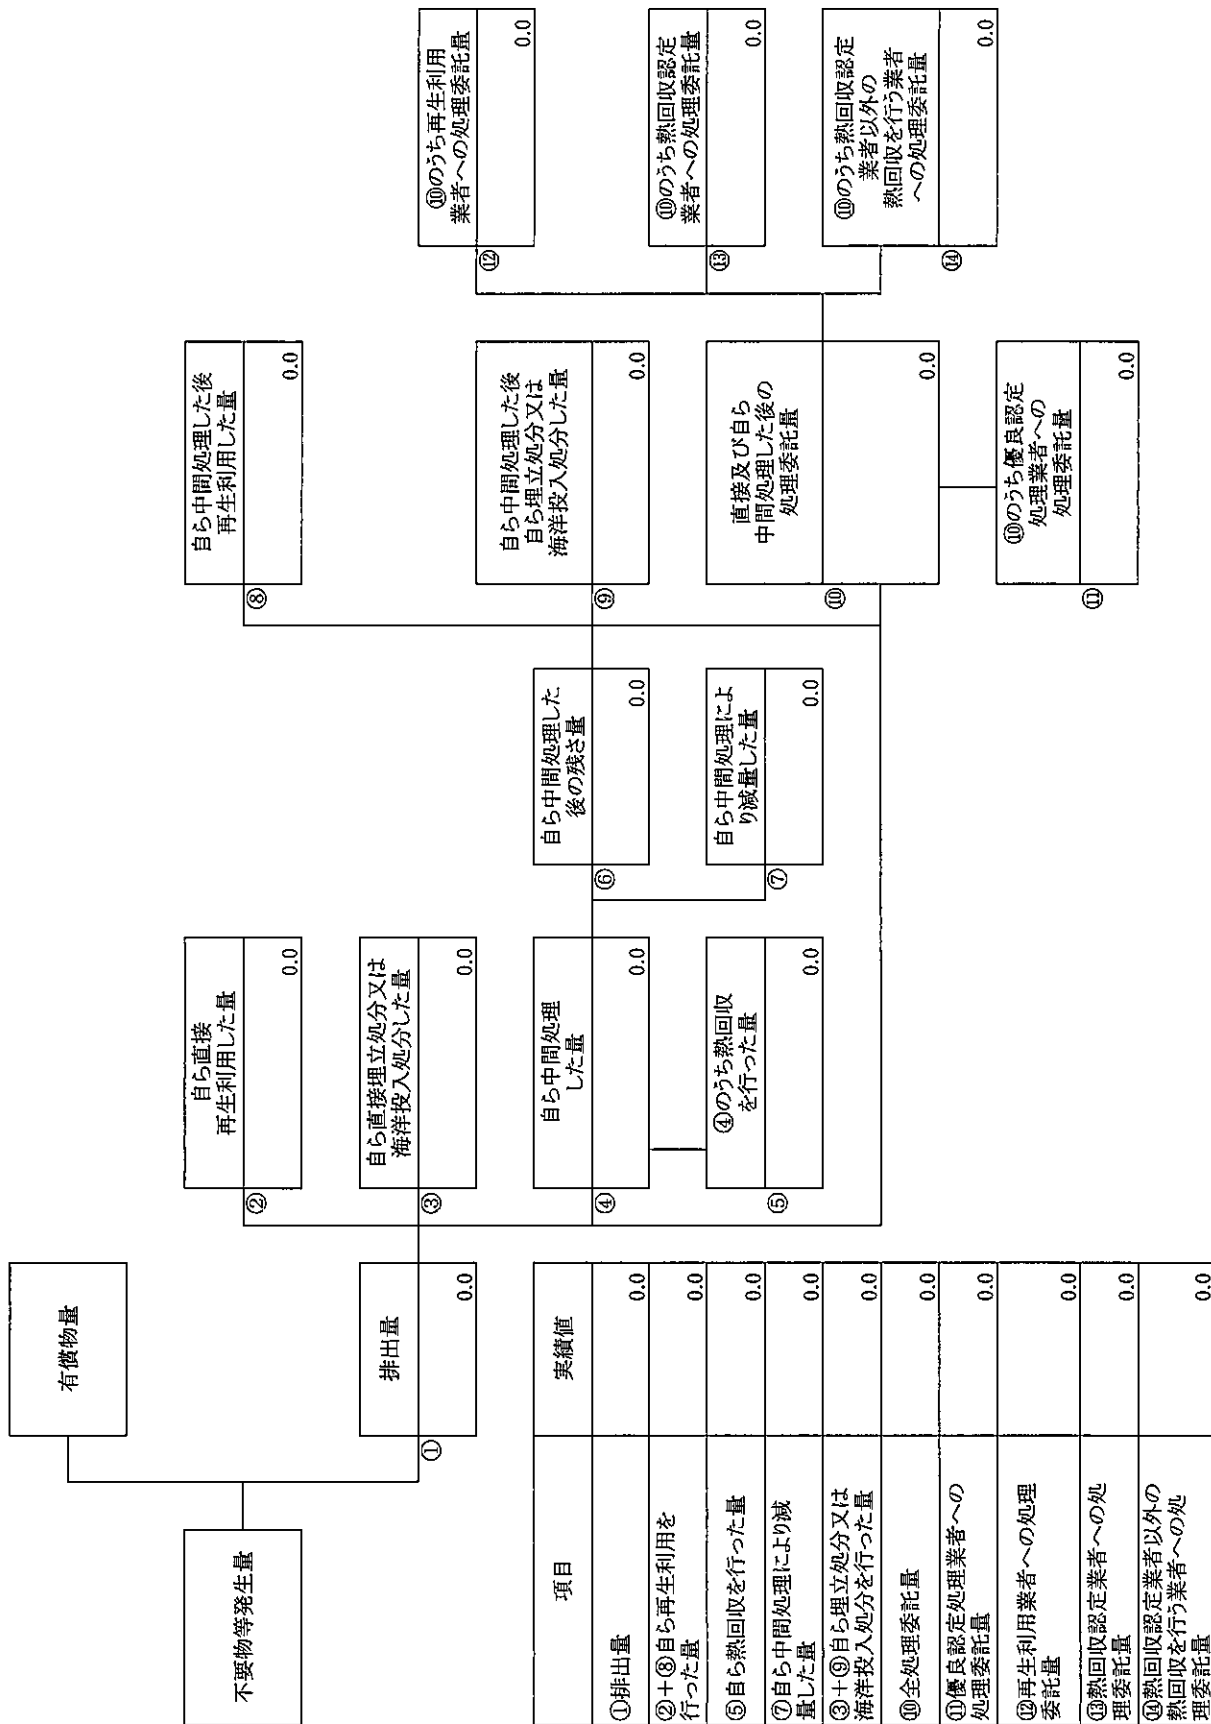 不要物等発生量
有償物量
①
排出量
0.0
②
自ら直接
再生利用した量
0.0
③
自ら直接埋立処分又は
海洋投入処分した量
0.0
④
自ら中間処理
した量
0.0
⑤
④のうち熱回収
を行った量
0.0
⑥
自ら中間処理した
後の残さ量
0.0
⑦
自ら中間処理によ
り減量した量
0.0
⑧
自ら中間処理した後
再生利用した量
0.0
⑨
自ら中間処理した後
自ら埋立処分又は
海洋投入処分した量
0.0
⑩
直接及び自ら
中間処理した後の
処理委託量
0.0
⑪
⑩のうち優良認定
処理業者への
処理委託量
0.0
⑫
⑩のうち再生利用
業者への処理委託量
0.0
⑬
⑩のうち熱回収認定
業者への処理委託量
0.0
⑭
⑩のうち熱回収認定
業者以外の
熱回収を行う業者
への処理委託量
0.0
項目
実績値
①排出量
0.0
②+⑧自ら再生利用を
行った量
0.0
⑤自ら熱回収を行った量
0.0
⑦自ら中間処理により減
量した量
0.0
③+⑨自ら埋立処分又は
海洋投入処分を行った量
0.0
⑩全処理委託量
0.0
⑪優良認定処理業者への
処理委託量
0.0
⑫再生利用業者への処理
委託量
0.0
⑬熱回収認定業者への処
理委託量
0.0
⑭熱回収認定業者以外の
熱回収を行う業者への処
理委託量
0.0